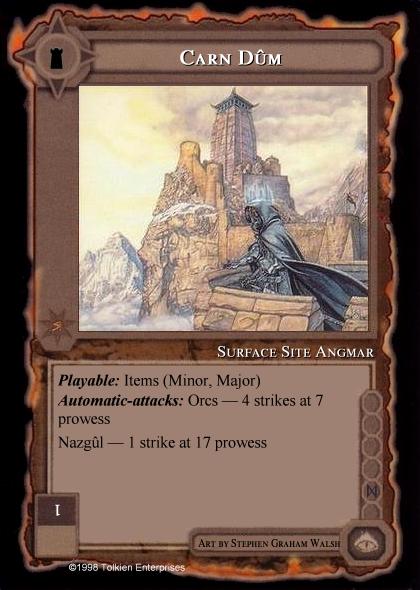 CARN DÛM
SURFACE SITE ANGMAR
Playable: Items (Minor, Major)
Automatic-attacks: Orcs — 4 strikes at 7
prowess
Nazgûl — 1 strike at 17 prowess
1
ART BY STEPHEN GRAHAM WALSH
©1998 Tolkien Enterprises